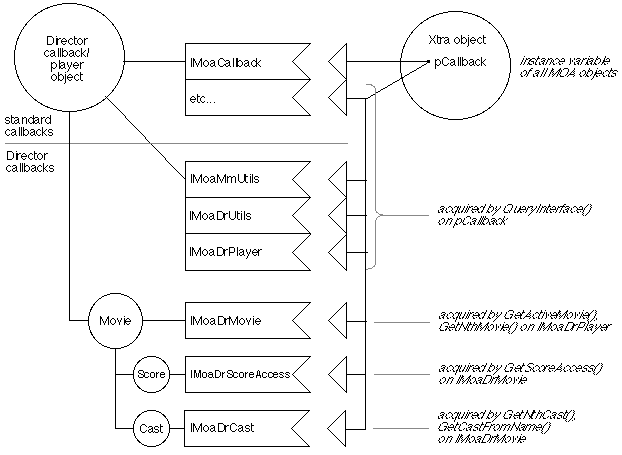 Director
callback/
player
object
IMoaCallback
etc...
Xtra object
pCallback
instance variable
of all MOA objects
standard
callbacks
Director
callbacks
IMoaMmUtils
IMoaDrUtils
IMoaDrPlayer
acquired by QueryInterface()
on pCallback
Movie
IMoaDrMovie
acquired by GetActiveMovie(),
GetNthMovie() on IMoaDrPlayer
Score
IMoaDrScoreAccess
acquired by GetScoreAccess()
on IMoaDrMovie
Cast
IMoaDrCast
acquired by GetNthCast(),
GetCastFromName()
on IMoaDrMovie